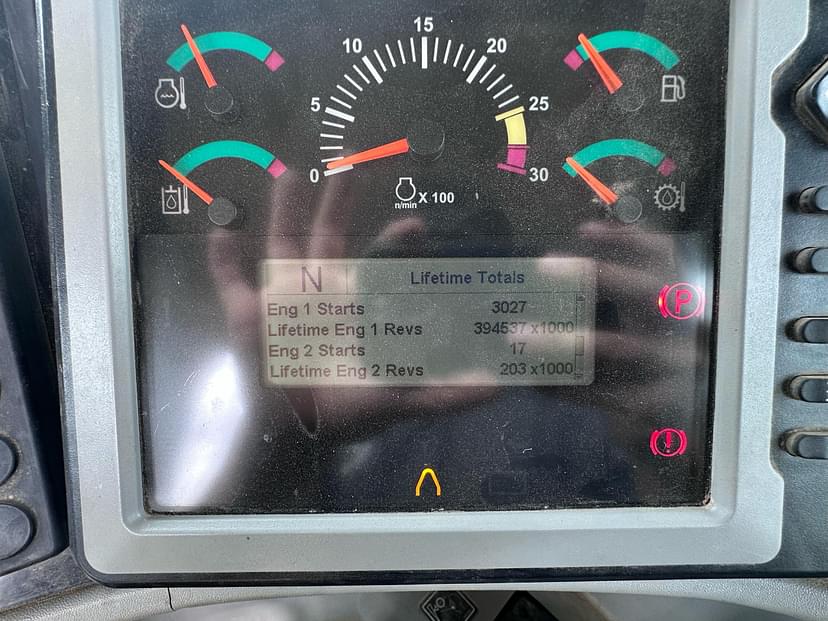 15
10 20
5 25
0 30
n/min X 100
N Lifetime Totals
Eng 1 Starts 3027
Lifetime Eng 1 Revs 394537 x1000
Eng 2 Starts 17
Lifetime Eng 2 Revs 203 x1000
P
!